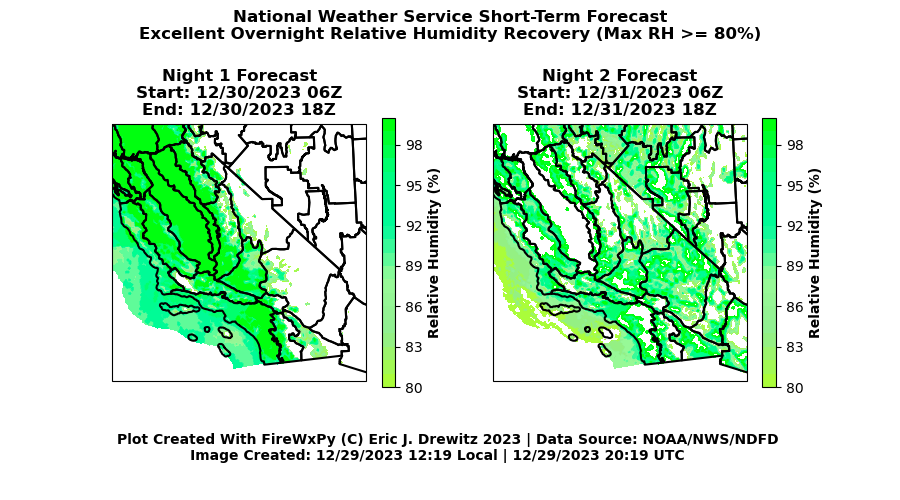 National Weather Service Short-Term Forecast
Excellent Overnight Relative Humidity Recovery (Max RH >= 80%)
Night 1 Forecast
Start: 12/30/2023 06Z
End: 12/30/2023 18Z
98
95
92
89
86
83
80
Relative Humidity (%)
Night 2 Forecast
Start: 12/31/2023 06Z
End: 12/31/2023 18Z
98
95
92
89
86
83
80
Relative Humidity (%)
Plot Created With FireWxPy (C) Eric J. Drewitz 2023 | Data Source: NOAA/NWS/NDFD
Image Created: 12/29/2023 12:19 Local | 12/29/2023 20:19 UTC